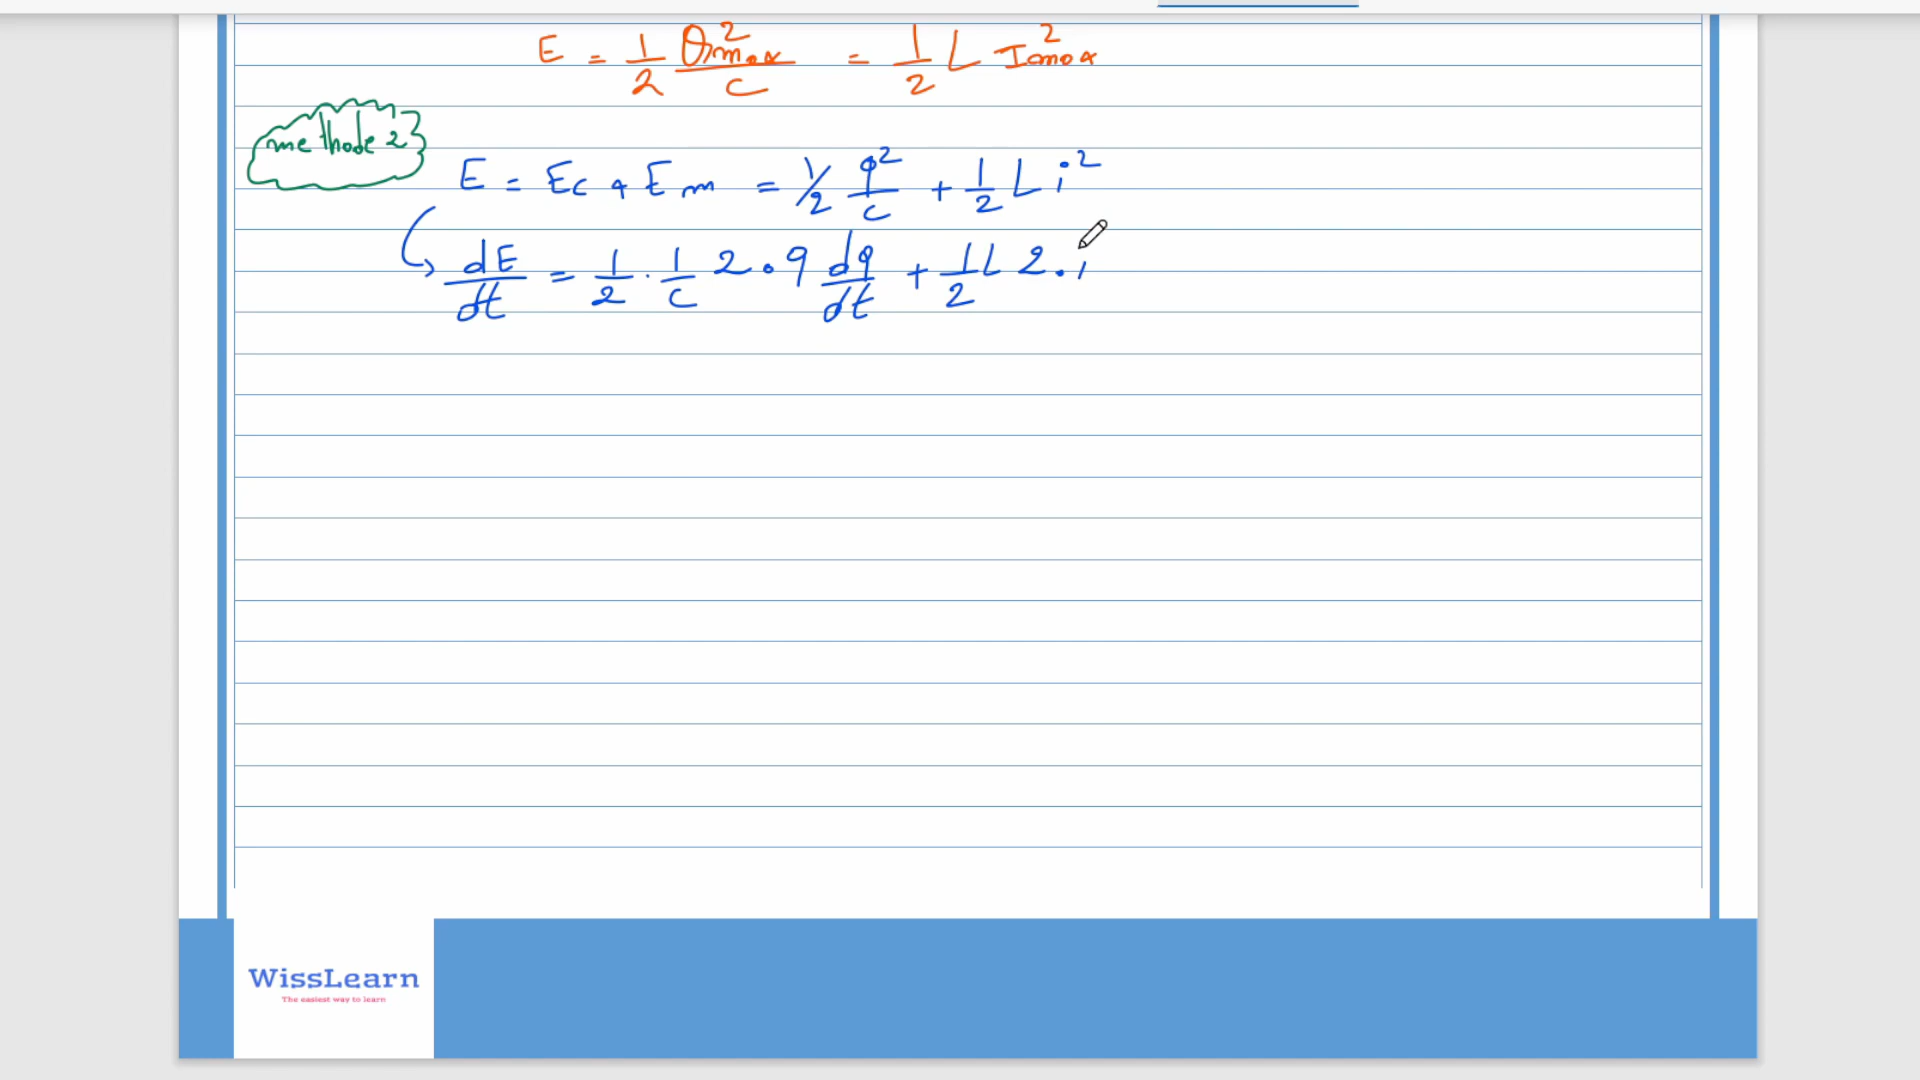 E = 1/2 Qmax²/C = 1/2 L Imax²
methode 2
E = Ec + Em = 1/2 q²/C + 1/2 L i²
dE/dt = 1/2 . 1/C 2 . q dq/dt + 1/2 L 2 . i
WissLearn
The easiest way to learn